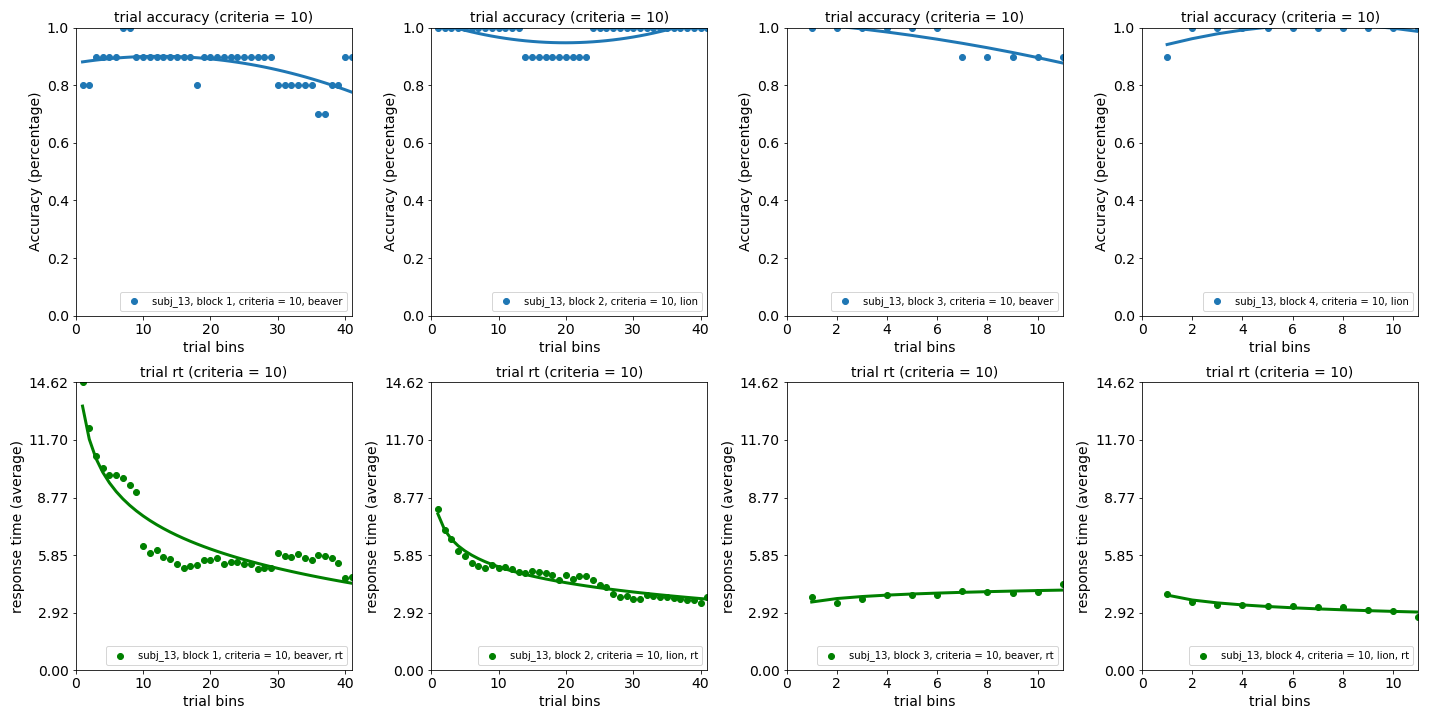 trial accuracy (criteria = 10)
1.0
0.8
0.6
0.4
0.2
0.0
Accuracy (percentage)
subj_13, block 1, criteria = 10, beaver
0 10 20 30 40
trial bins
trial accuracy (criteria = 10)
1.0
0.8
0.6
0.4
0.2
0.0
Accuracy (percentage)
subj_13, block 2, criteria = 10, lion
0 10 20 30 40
trial bins
trial accuracy (criteria = 10)
1.0
0.8
0.6
0.4
0.2
0.0
Accuracy (percentage)
subj_13, block 3, criteria = 10, beaver
0 2 4 6 8 10
trial bins
trial accuracy (criteria = 10)
1.0
0.8
0.6
0.4
0.2
0.0
Accuracy (percentage)
subj_13, block 4, criteria = 10, lion
0 2 4 6 8 10
trial bins
trial rt (criteria = 10)
14.62
11.70
8.77
5.85
2.92
0.00
response time (average)
subj_13, block 1, criteria = 10, beaver, rt
0 10 20 30 40
trial bins
trial rt (criteria = 10)
14.62
11.70
8.77
5.85
2.92
0.00
response time (average)
subj_13, block 2, criteria = 10, lion, rt
0 10 20 30 40
trial bins
trial rt (criteria = 10)
14.62
11.70
8.77
5.85
2.92
0.00
response time (average)
subj_13, block 3, criteria = 10, beaver, rt
0 2 4 6 8 10
trial bins
trial rt (criteria = 10)
14.62
11.70
8.77
5.85
2.92
0.00
response time (average)
subj_13, block 4, criteria = 10, lion, rt
0 2 4 6 8 10
trial bins